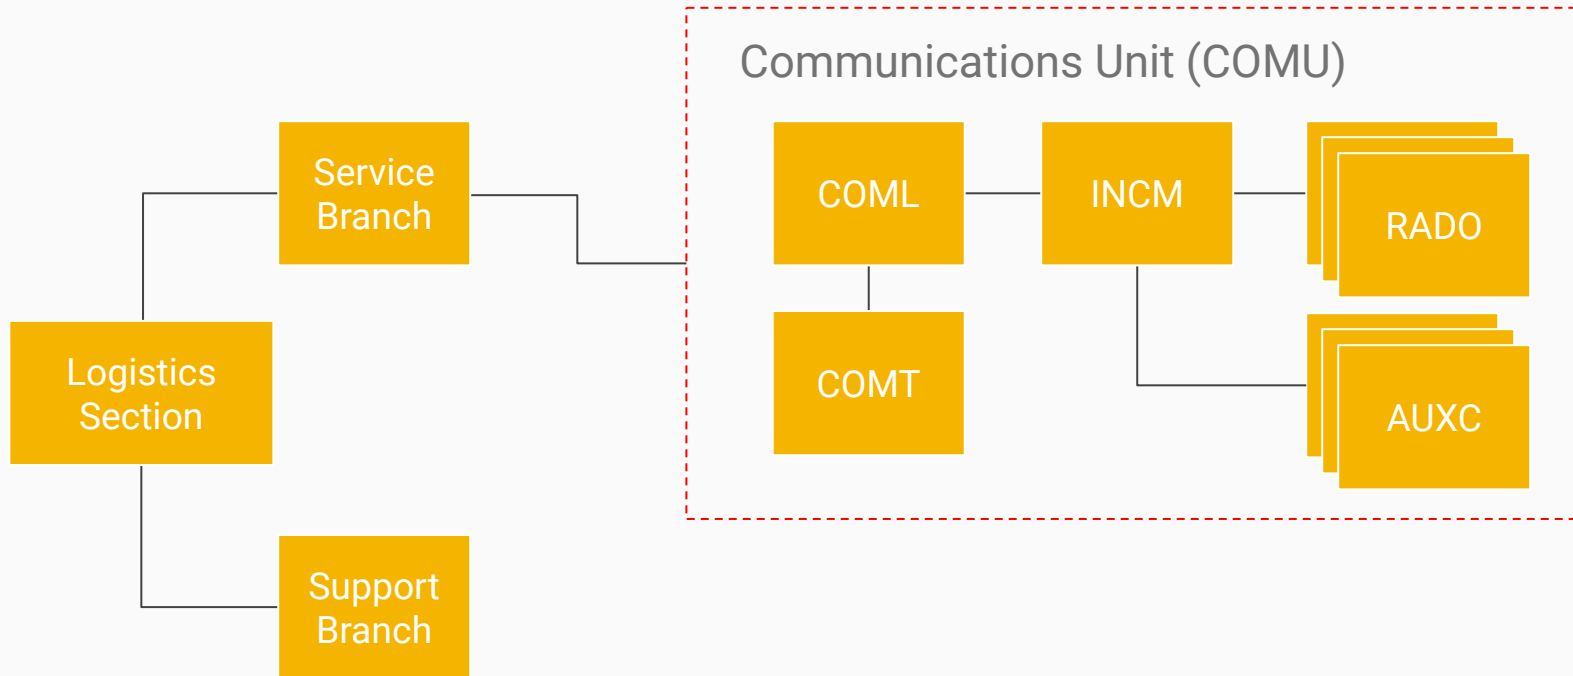 Communications Unit (COMU)
Service
Branch
COML
INCM
RADO
Logistics
Section
COMT
AUXC
Support
Branch